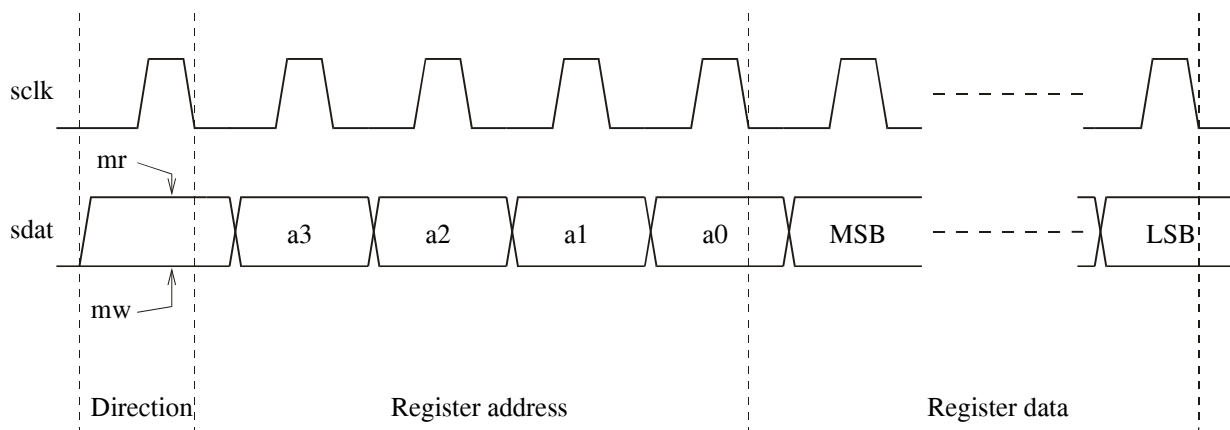 sclk
mr
sdat a3 a2 a1 a0 MSB LSB
mw
Direction Register address Register data